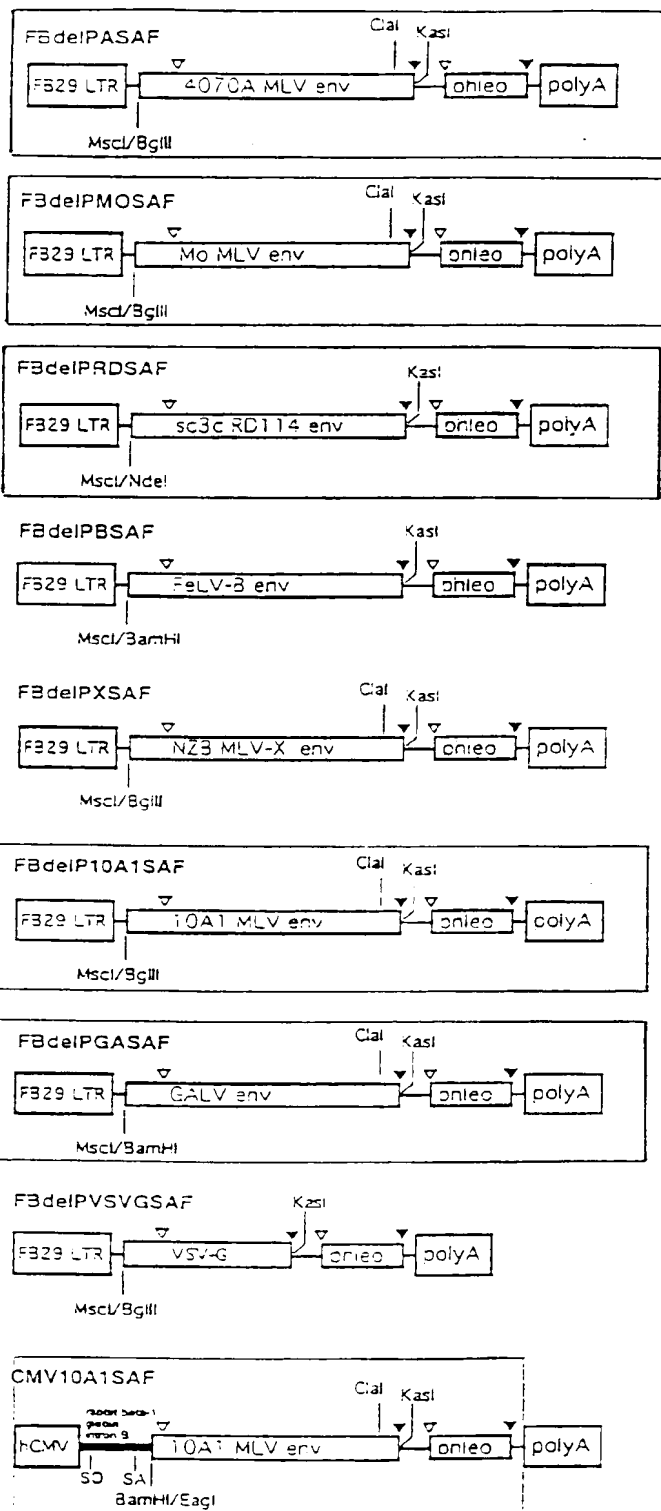 FBdelPASAF
ClaI KasI
FB29 LTR 4070A MLV env phleo polyA
MscI/BglII
FBdelPMOSAF
ClaI KasI
FB29 LTR Mo MLV env phleo polyA
MscI/BglII
FBdelPRDSAF
KasI
FB29 LTR sc3c RD114 env phleo polyA
MscI/NdeI
FBdelPBSAF
KasI
FB29 LTR FeLV-B env phleo polyA
MscI/BamHI
FBdelPXSAF
ClaI KasI
FB29 LTR NZB MLV-X env phleo polyA
MscI/BglII
FBdelP10A1SAF
ClaI KasI
FB29 LTR 10A1 MLV env phleo polyA
MscI/BglII
FBdelPGASAF
ClaI KasI
FB29 LTR GALV env phleo polyA
MscI/BamHI
FBdelPVSVGSAF
KasI
FB29 LTR VSV-G phleo polyA
MscI/BglII
CMV10A1SAF
rabbit beta-1
globin
intron B
ClaI KasI
hCMV 10A1 MLV env phleo polyA
SD SA
BamHI/EagI